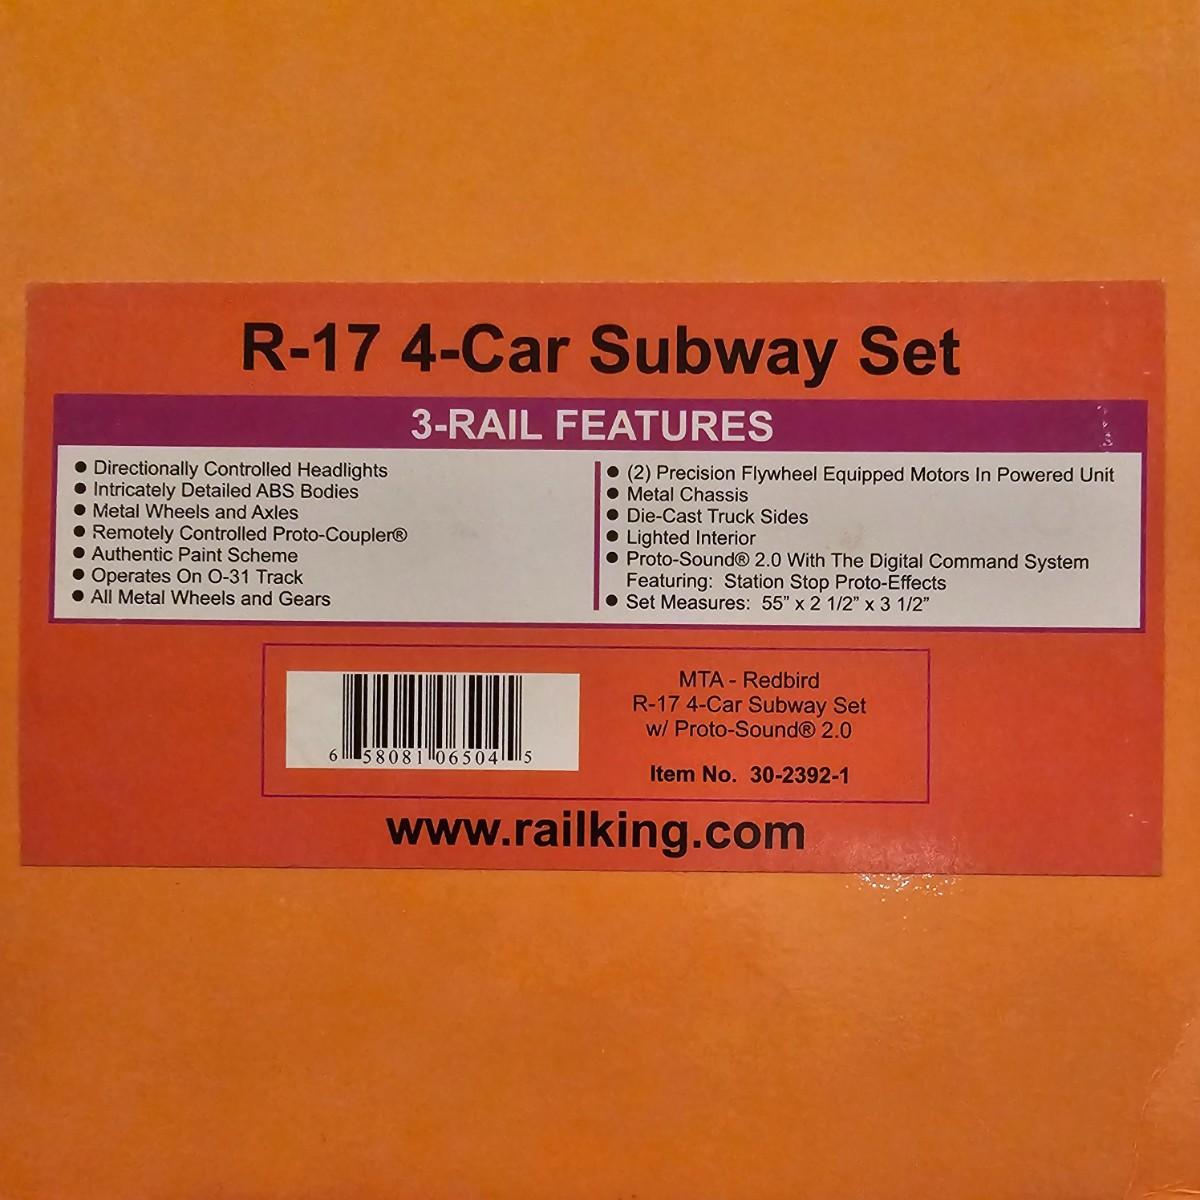 R-17 4-Car Subway Set
3-RAIL FEATURES
● Directionally Controlled Headlights
● Intricately Detailed ABS Bodies
● Metal Wheels and Axles
● Remotely Controlled Proto-Coupler®
● Authentic Paint Scheme
● Operates On O-31 Track
● All Metal Wheels and Gears
● (2) Precision Flywheel Equipped Motors In Powered Unit
● Metal Chassis
● Die-Cast Truck Sides
● Lighted Interior
● Proto-Sound® 2.0 With The Digital Command System
Featuring: Station Stop Proto-Effects
● Set Measures: 55” x 2 1/2” x 3 1/2”
6 58081 06504 5
MTA - Redbird
R-17 4-Car Subway Set
w/ Proto-Sound® 2.0
Item No. 30-2392-1
www.railking.com